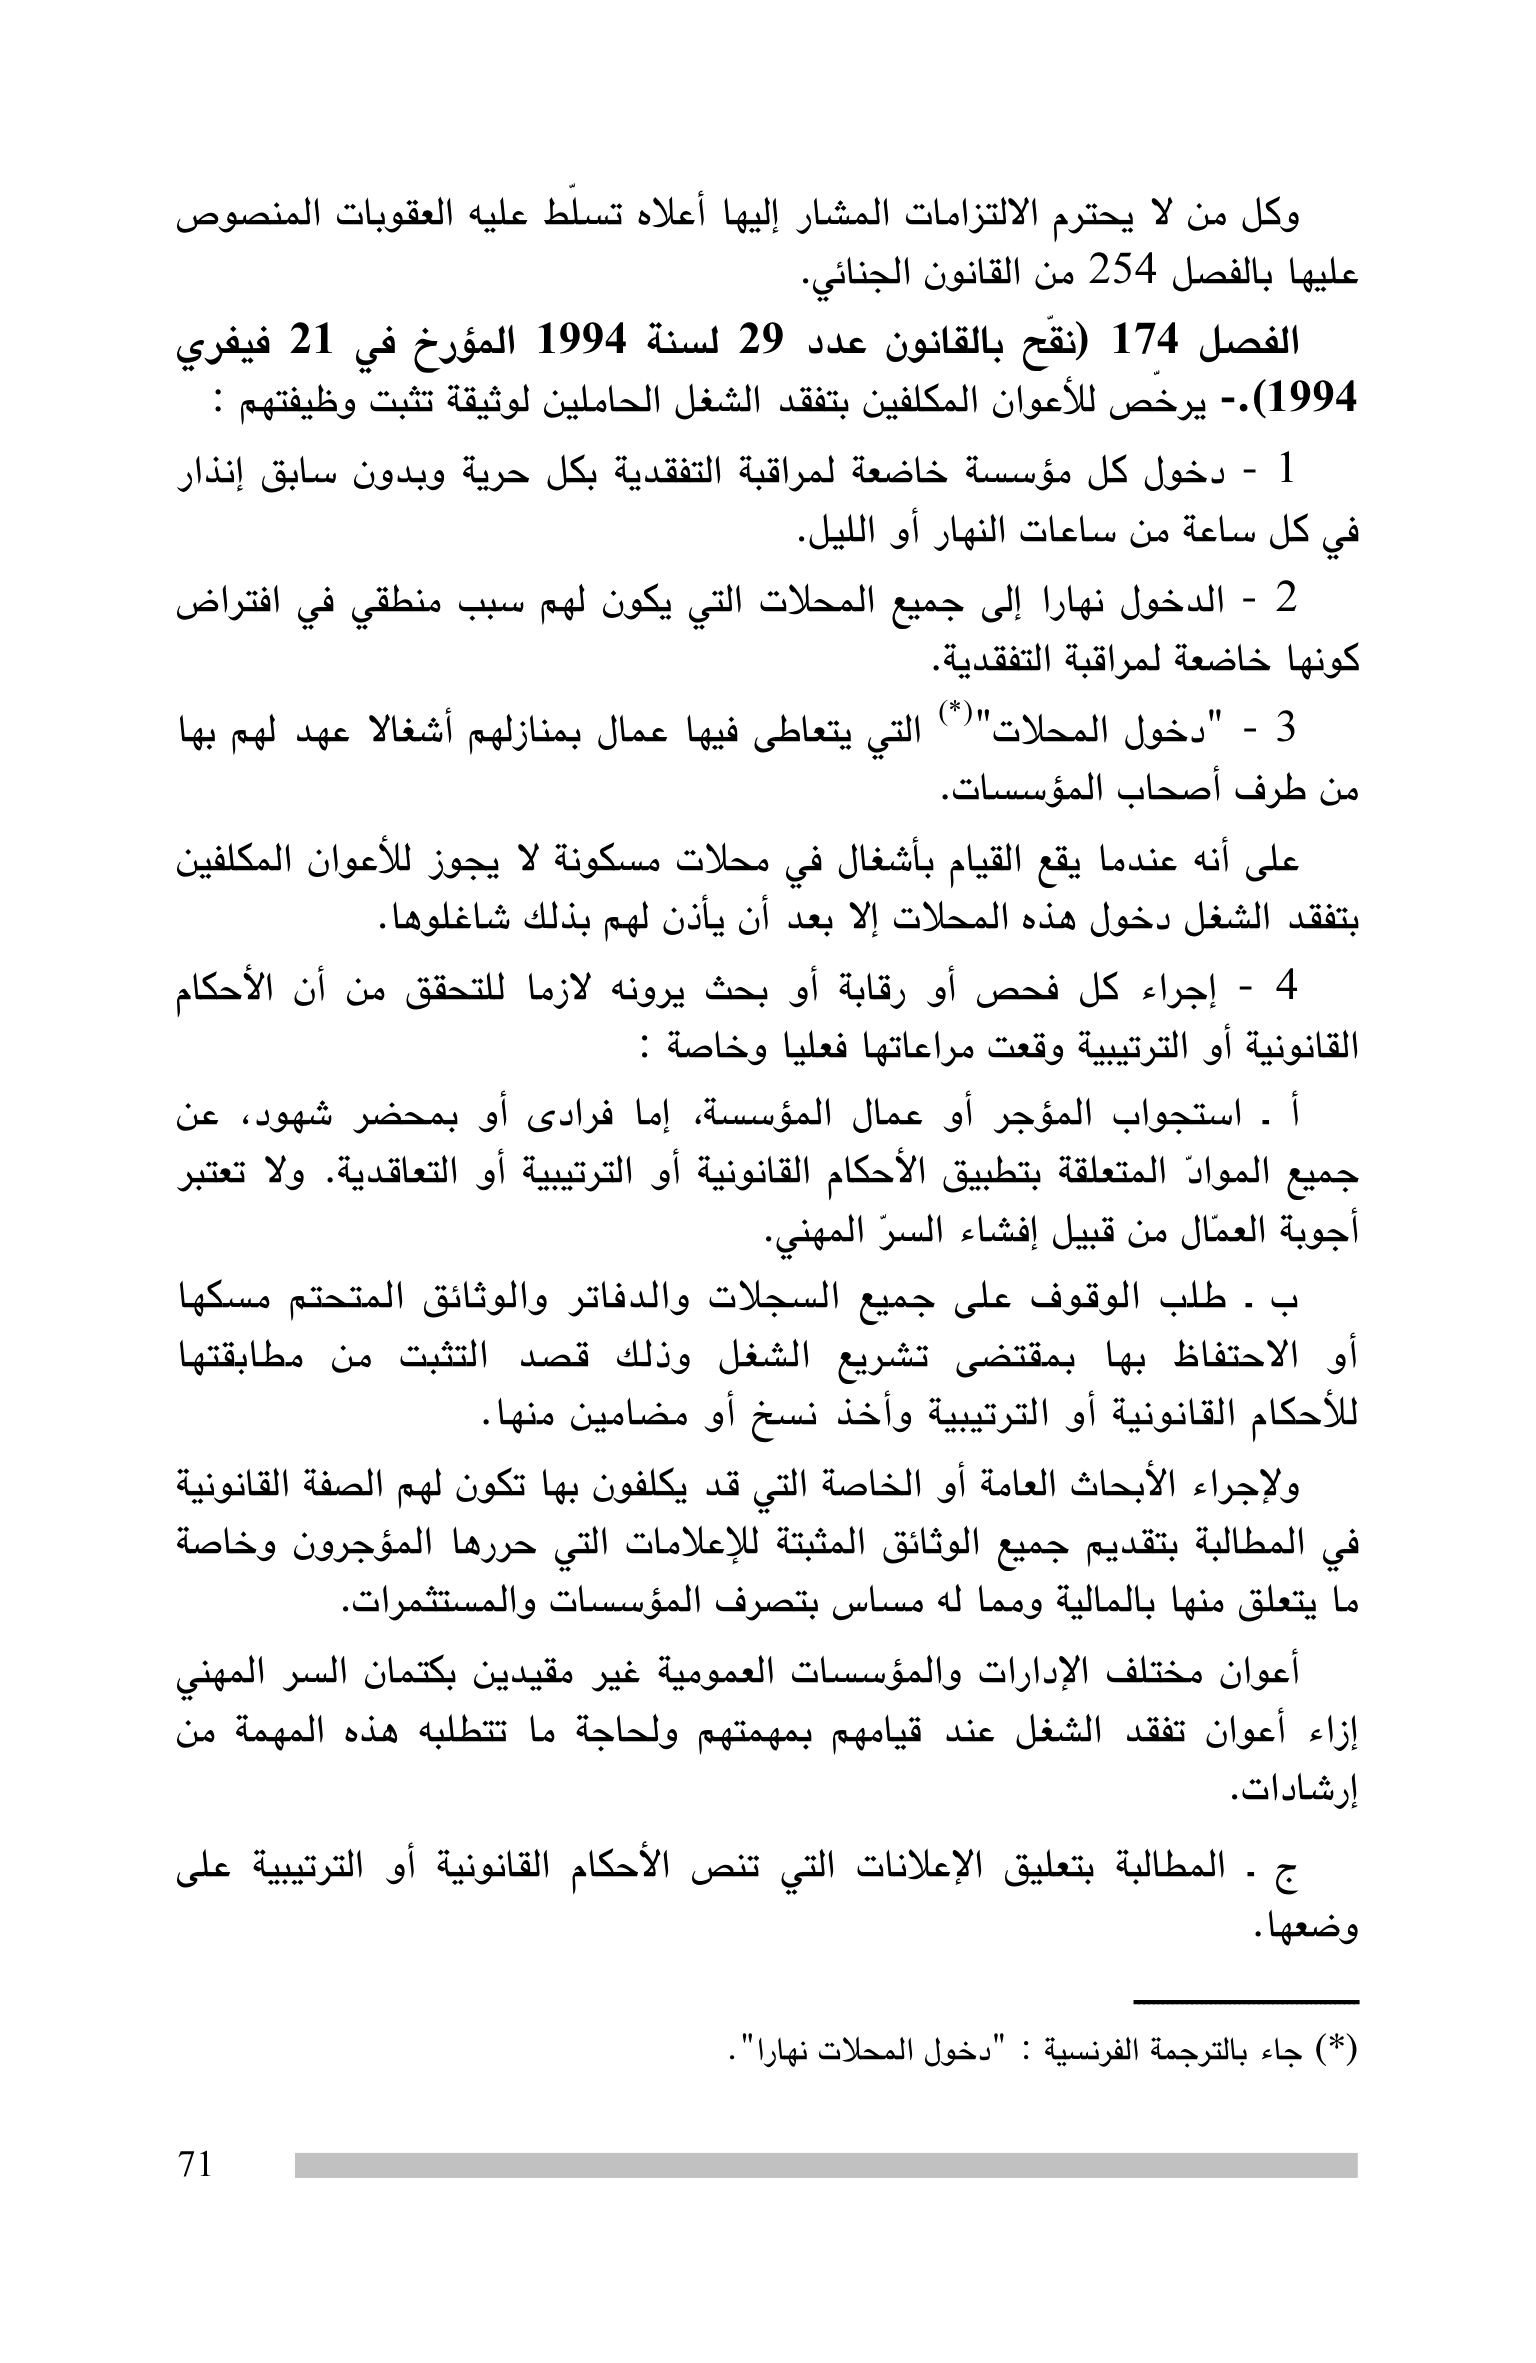 وكل من لا يحترم الالتزامات المشار إليها أعلاه تسلّط عليه العقوبات المنصوص
عليها بالفصل 254 من القانون الجنائي.
الفصل 174 (نقّح بالقانون عدد 29 لسنة 1994 المؤرخ في 21 فيفري
1994).- يرخّص للأعوان المكلفين بتفقد الشغل الحاملين لوثيقة تثبت وظيفتهم :
1 - دخول كل مؤسسة خاضعة لمراقبة التفقدية بكل حرية وبدون سابق إنذار
في كل ساعة من ساعات النهار أو الليل.
2 - الدخول نهارا إلى جميع المحلات التي يكون لهم سبب منطقي في افتراض
كونها خاضعة لمراقبة التفقدية.
3 - "دخول المحلات"(*) التي يتعاطى فيها عمال بمنازلهم أشغالا عهد لهم بها
من طرف أصحاب المؤسسات.
على أنه عندما يقع القيام بأشغال في محلات مسكونة لا يجوز للأعوان المكلفين
بتفقد الشغل دخول هذه المحلات إلا بعد أن يأذن لهم بذلك شاغلوها.
4 - إجراء كل فحص أو رقابة أو بحث يرونه لازما للتحقق من أن الأحكام
القانونية أو الترتيبية وقعت مراعاتها فعليا وخاصة :
أ ـ استجواب المؤجر أو عمال المؤسسة، إما فرادى أو بمحضر شهود، عن
جميع الموادّ المتعلقة بتطبيق الأحكام القانونية أو الترتيبية أو التعاقدية. ولا تعتبر
أجوبة العمّال من قبيل إفشاء السرّ المهني.
ب ـ طلب الوقوف على جميع السجلات والدفاتر والوثائق المتحتم مسكها
أو الاحتفاظ بها بمقتضى تشريع الشغل وذلك قصد التثبت من مطابقتها
للأحكام القانونية أو الترتيبية وأخذ نسخ أو مضامين منها.
ولإجراء الأبحاث العامة أو الخاصة التي قد يكلفون بها تكون لهم الصفة القانونية
في المطالبة بتقديم جميع الوثائق المثبتة للإعلامات التي حررها المؤجرون وخاصة
ما يتعلق منها بالمالية ومما له مساس بتصرف المؤسسات والمستثمرات.
أعوان مختلف الإدارات والمؤسسات العمومية غير مقيدين بكتمان السر المهني
إزاء أعوان تفقد الشغل عند قيامهم بمهمتهم ولحاجة ما تتطلبه هذه المهمة من
إرشادات.
ج ـ المطالبة بتعليق الإعلانات التي تنص الأحكام القانونية أو الترتيبية على
وضعها.
(*) جاء بالترجمة الفرنسية : "دخول المحلات نهارا".
71